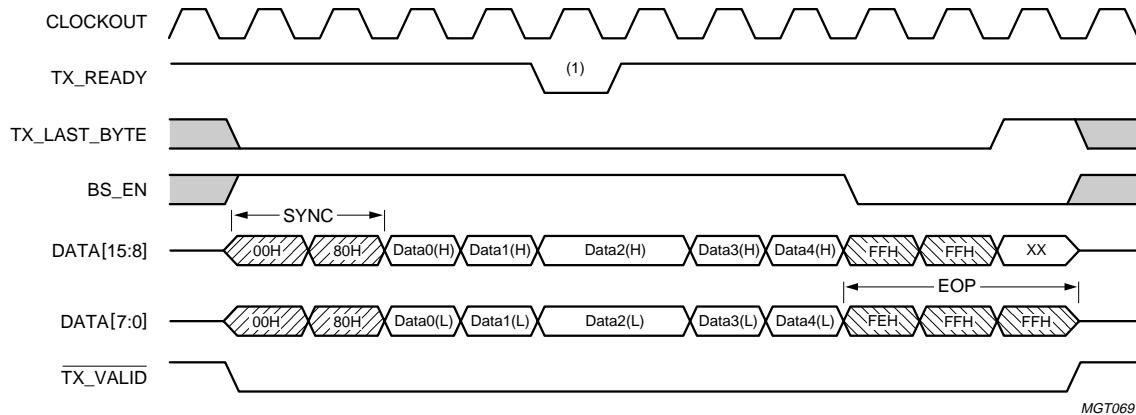 CLOCKOUT
TX_READY
(1)
TX_LAST_BYTE
BS_EN
SYNC
DATA[15:8]
00H 80H Data0(H) Data1(H) Data2(H) Data3(H) Data4(H) FFH FFH XX
EOP
DATA[7:0]
00H 80H Data0(L) Data1(L) Data2(L) Data3(L) Data4(L) FEH FFH FFH
TX_VALID
MGT069